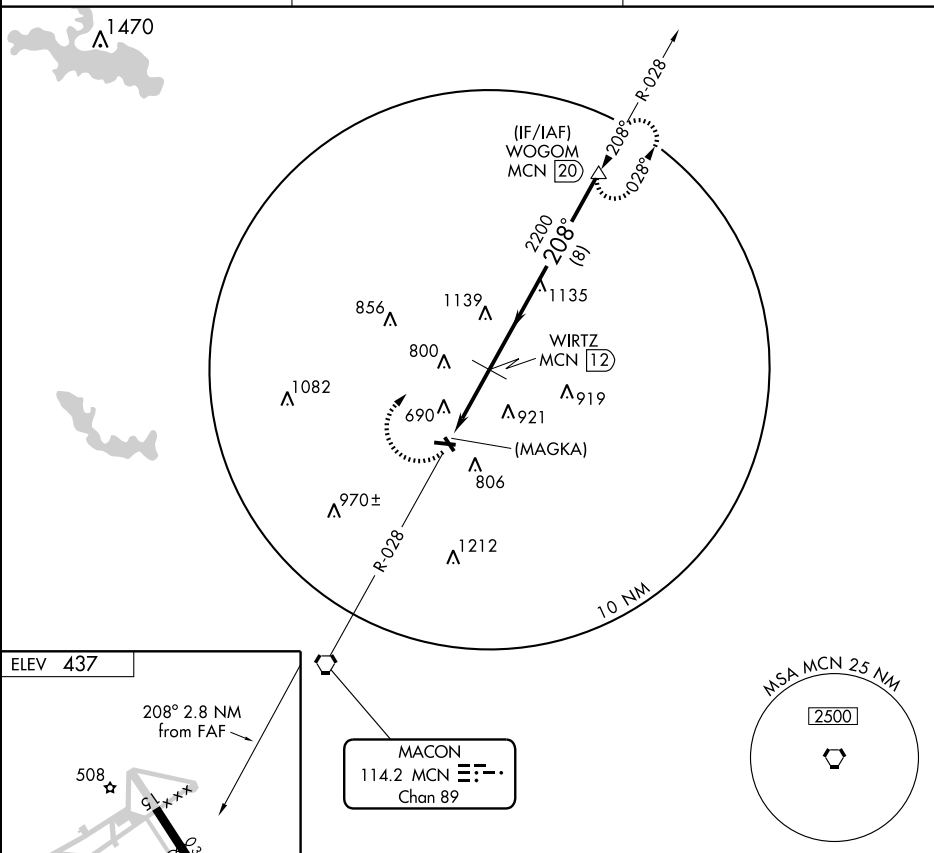 1470
R-028
208°
028°
(IF/IAF)
WOGOM
MCN 20
2200
208°
(8)
1135
1139
856
800
WIRTZ
MCN 12
1082
919
690
921
(MAGKA)
806
970±
R-028
1212
10 NM
ELEV 437
208° 2.8 NM
from FAF
508
15
MACON
114.2 MCN
Chan 89
MSA MCN 25 NM
2500